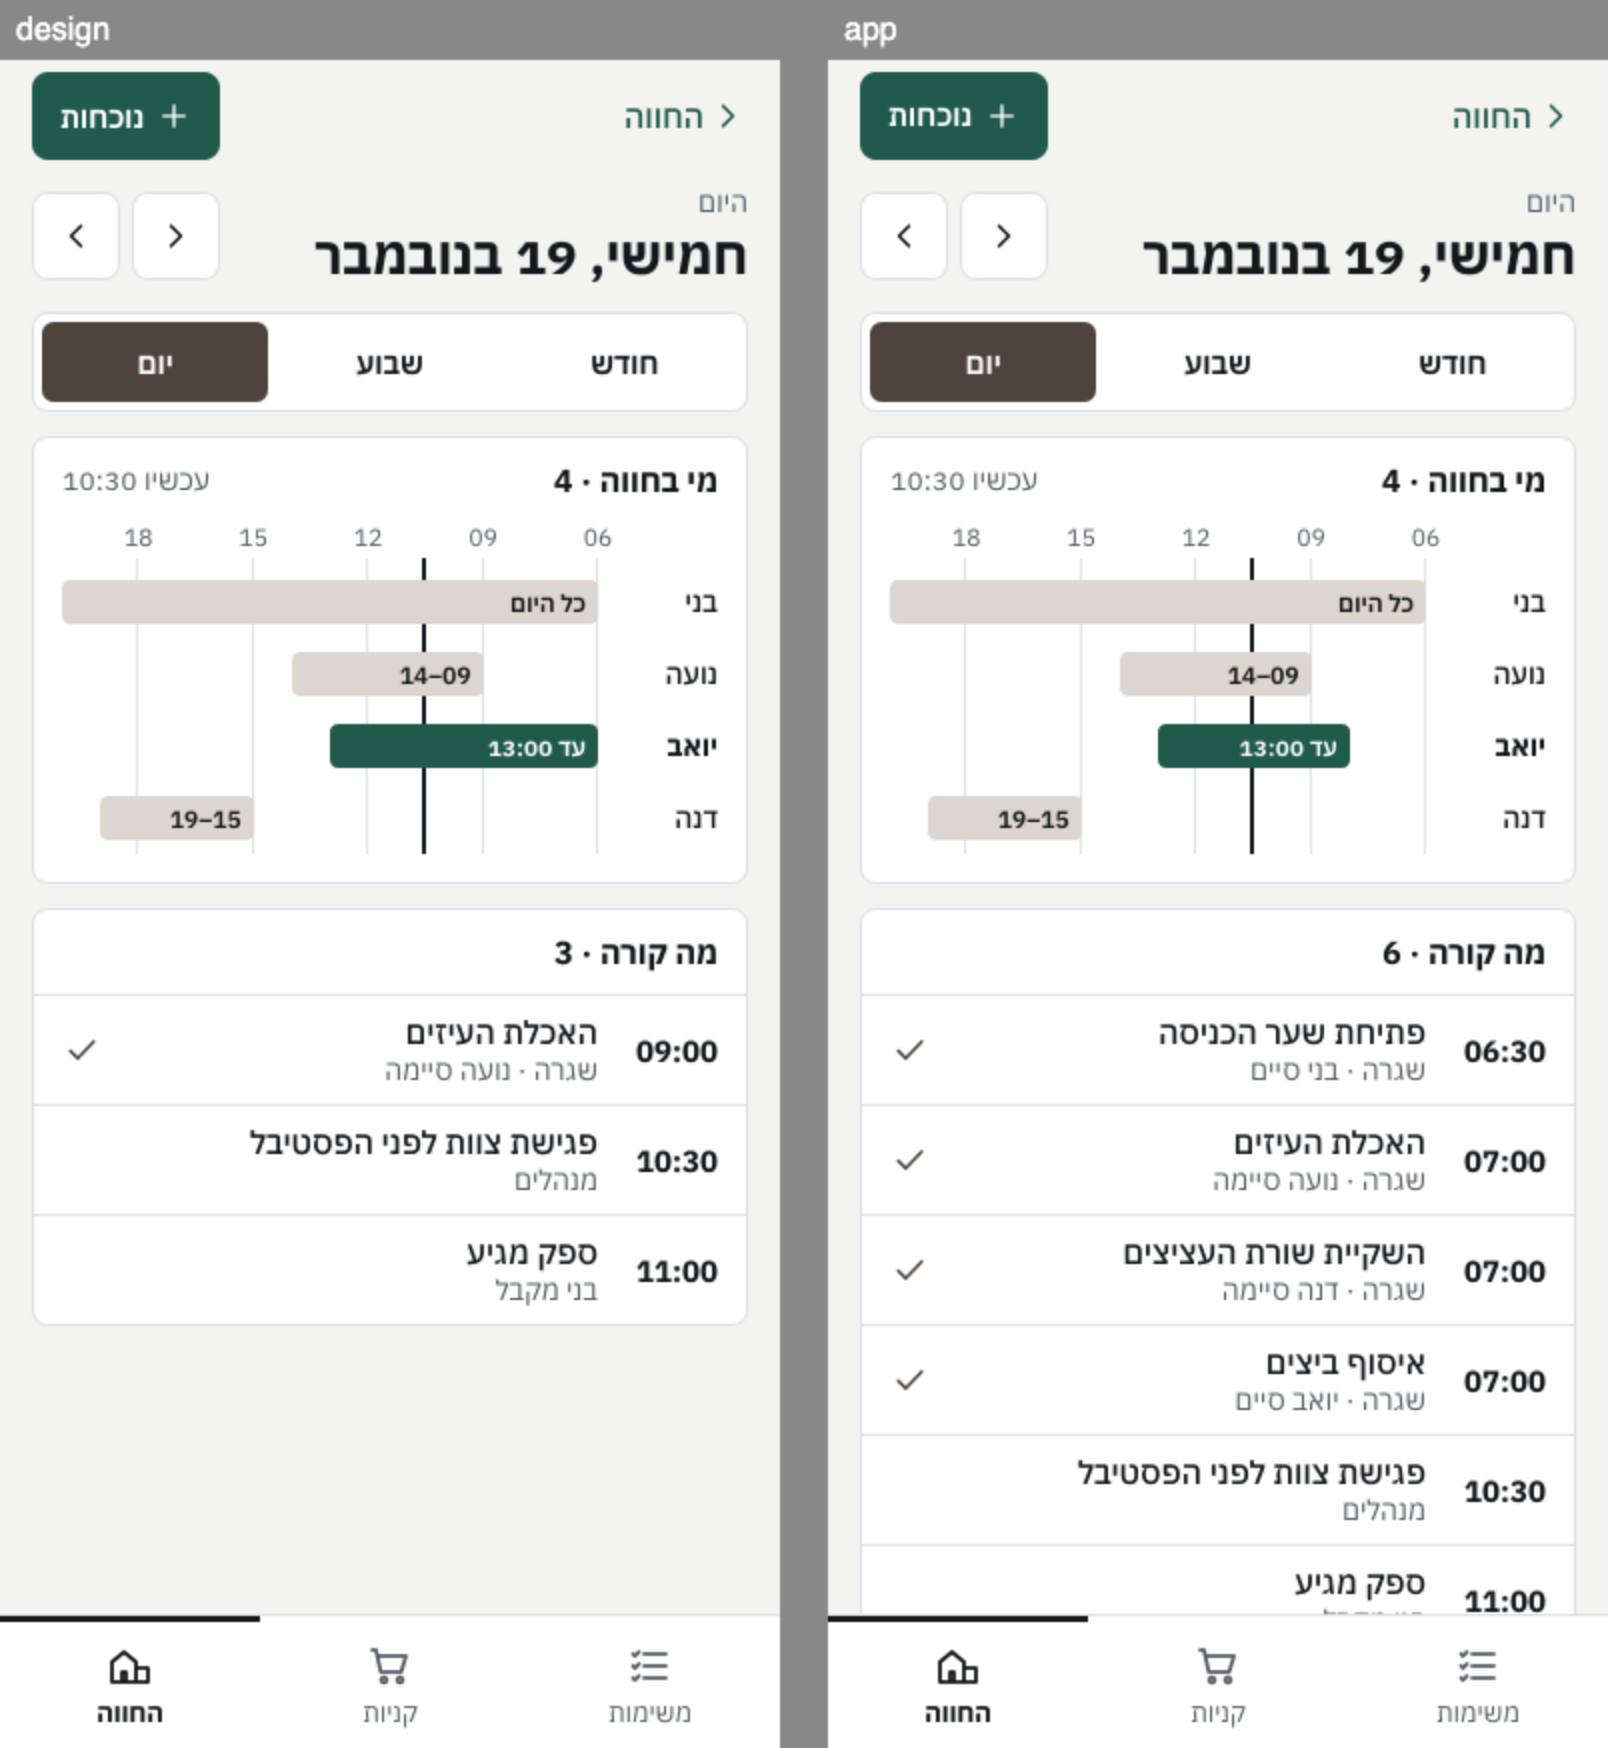 design
החווה
+ נוכחות
היום
חמישי, 19 בנובמבר
חודש
שבוע
יום
מי בחווה · 4
עכשיו 10:30
06 09 12 15 18
בני
כל היום
נועה
09–14
יואב
עד 13:00
דנה
15–19
מה קורה · 3
09:00
האכלת העיזים
שגרה · נועה סיימה
10:30
פגישת צוות לפני הפסטיבל
מנהלים
11:00
ספק מגיע
בני מקבל
משימות
קניות
החווה
app
החווה
+ נוכחות
היום
חמישי, 19 בנובמבר
חודש
שבוע
יום
מי בחווה · 4
עכשיו 10:30
06 09 12 15 18
בני
כל היום
נועה
09–14
יואב
עד 13:00
דנה
15–19
מה קורה · 6
06:30
פתיחת שער הכניסה
שגרה · בני סיים
07:00
האכלת העיזים
שגרה · נועה סיימה
07:00
השקיית שורת העציצים
שגרה · דנה סיימה
07:00
איסוף ביצים
שגרה · יואב סיים
10:30
פגישת צוות לפני הפסטיבל
מנהלים
11:00
ספק מגיע
משימות
קניות
החווה